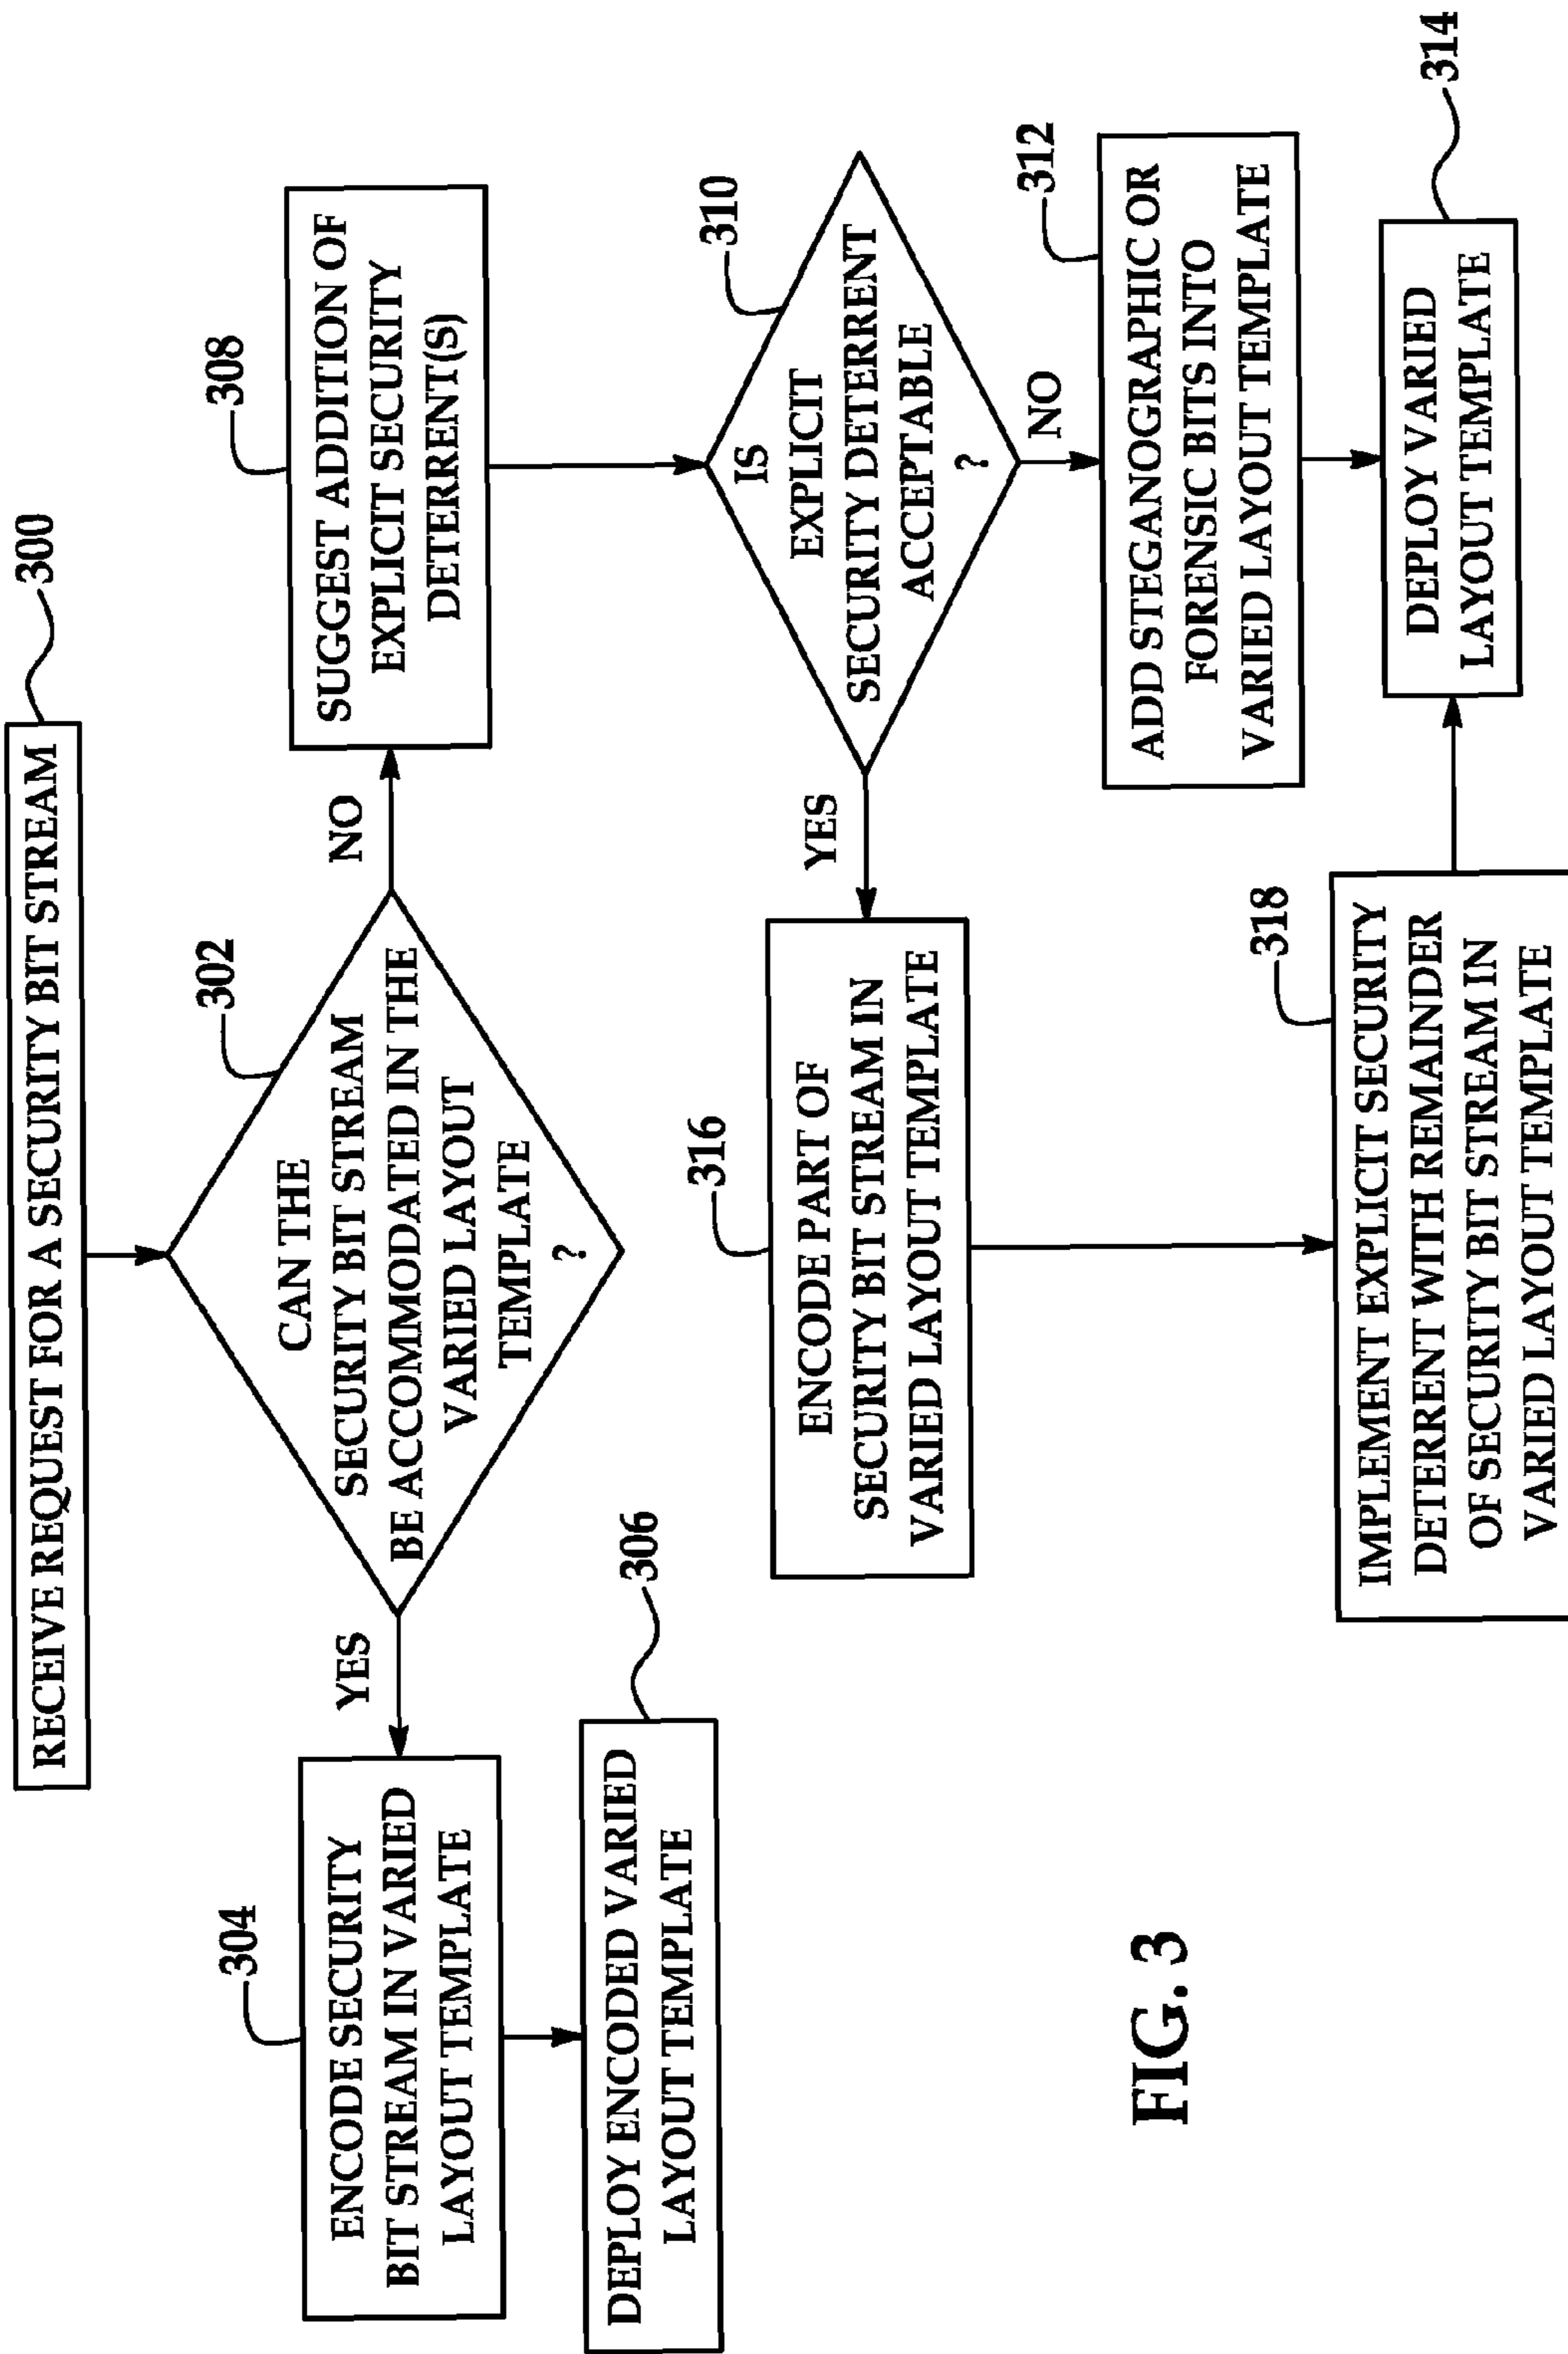 RECEIVE REQUEST FOR A SECURITY BIT STREAM
300
302
CAN THE
SECURITY BIT STREAM
BE ACCOMMODATED IN THE
VARIED LAYOUT
TEMPLATE
?
YES
NO
304
ENCODE SECURITY
BIT STREAM IN VARIED
LAYOUT TEMPLATE
306
DEPLOY ENCODED VARIED
LAYOUT TEMPLATE
308
SUGGEST ADDITION OF
EXPLICIT SECURITY
DETERRENT(S)
310
IS
EXPLICIT
SECURITY DETERRENT
ACCEPTABLE
?
YES
NO
316
ENCODE PART OF
SECURITY BIT STREAM IN
VARIED LAYOUT TEMPLATE
312
ADD STEGANOGRAPHIC OR
FORENSIC BITS INTO
VARIED LAYOUT TEMPLATE
318
IMPLEMENT EXPLICIT SECURITY
DETERRENT WITH REMAINDER
OF SECURITY BIT STREAM IN
VARIED LAYOUT TEMPLATE
314
DEPLOY VARIED
LAYOUT TEMPLATE
FIG. 3